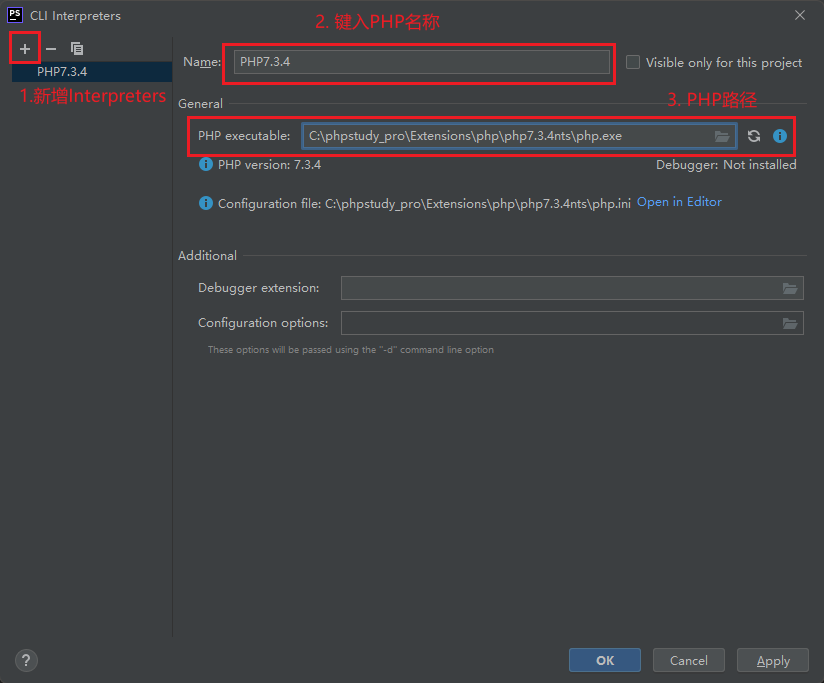 PS CLI Interpreters
2. 键入PHP名称
PHP7.3.4
1.新增Interpreters
Name: PHP7.3.4 Visible only for this project
General
3. PHP路径
PHP executable: C:\phpstudy_pro\Extensions\php\php7.3.4nts\php.exe
PHP version: 7.3.4 Debugger: Not installed
Configuration file: C:\phpstudy_pro\Extensions\php\php7.3.4nts\php.ini Open in Editor
Additional
Debugger extension:
Configuration options:
These options will be passed using the "-d" command line option
? OK Cancel Apply